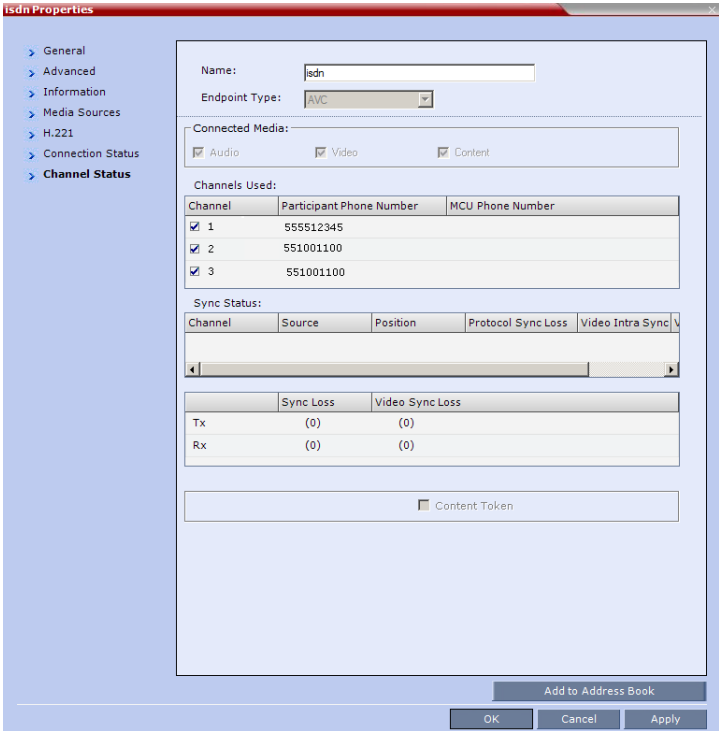 isdn Properties
General
Advanced
Information
Media Sources
H.221
Connection Status
Channel Status
Name: isdn
Endpoint Type: AVC
Connected Media:
Audio Video Content
Channels Used:
Channel Participant Phone Number MCU Phone Number
1 555512345
2 551001100
3 551001100
Sync Status:
Channel Source Position Protocol Sync Loss Video Intra Sync V
Sync Loss Video Sync Loss
Tx (0) (0)
Rx (0) (0)
Content Token
Add to Address Book
OK Cancel Apply